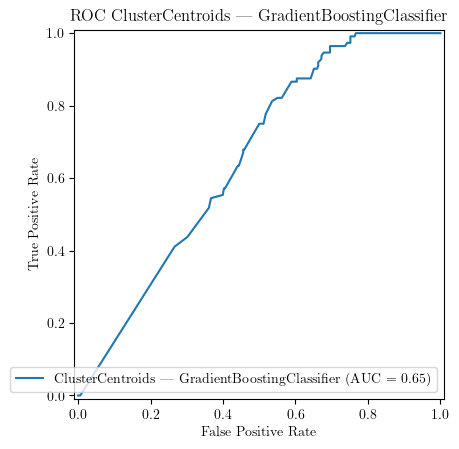 ROC ClusterCentroids — GradientBoostingClassifier
1.0
0.8
0.6
0.4
0.2
0.0
True Positive Rate
ClusterCentroids — GradientBoostingClassifier (AUC = 0.65)
0.0 0.2 0.4 0.6 0.8 1.0
False Positive Rate